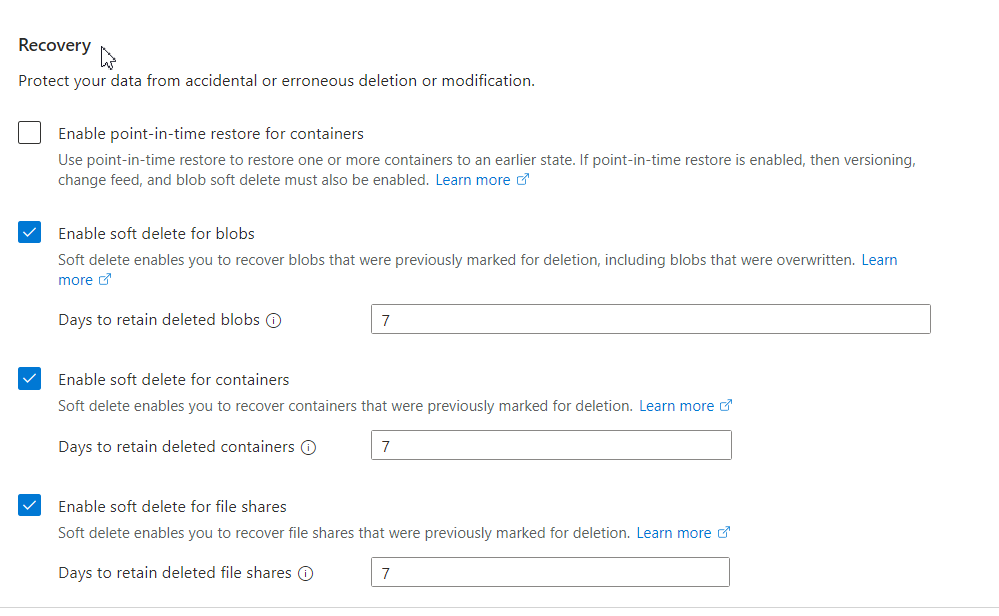 Recovery
Protect your data from accidental or erroneous deletion or modification.
Enable point-in-time restore for containers
Use point-in-time restore to restore one or more containers to an earlier state. If point-in-time restore is enabled, then versioning,
change feed, and blob soft delete must also be enabled. Learn more
Enable soft delete for blobs
Soft delete enables you to recover blobs that were previously marked for deletion, including blobs that were overwritten. Learn
more
Days to retain deleted blobs 7
Enable soft delete for containers
Soft delete enables you to recover containers that were previously marked for deletion. Learn more
Days to retain deleted containers 7
Enable soft delete for file shares
Soft delete enables you to recover file shares that were previously marked for deletion. Learn more
Days to retain deleted file shares 7